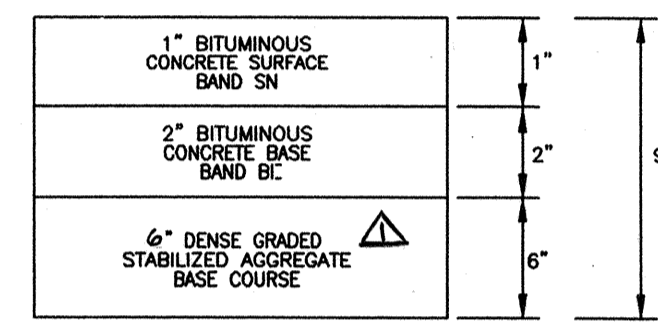 1" BITUMINOUS
CONCRETE SURFACE
BAND SN
1"
2" BITUMINOUS
CONCRETE BASE
BAND
2"
6" DENSE GRADED
STABILIZED AGGREGATE
BASE COURSE
1
6"